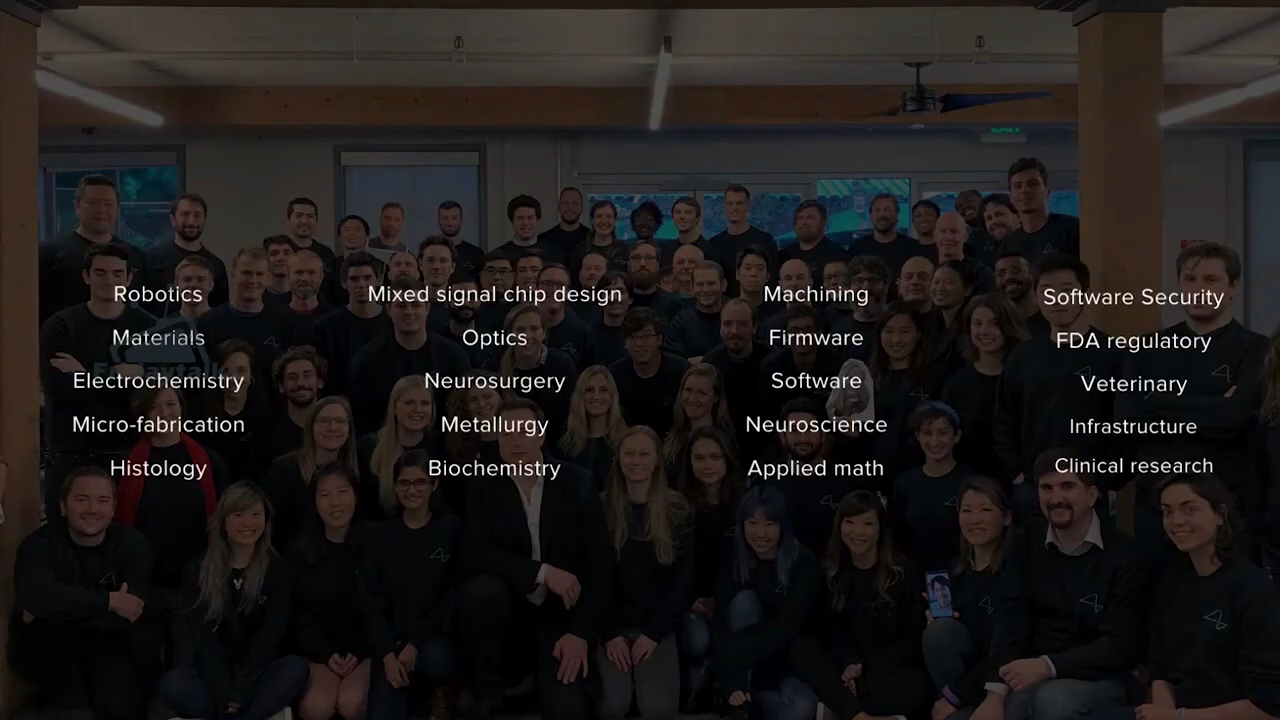 Robotics
Materials
Electrochemistry
Micro-fabrication
Histology
Mixed signal chip design
Optics
Neurosurgery
Metallurgy
Biochemistry
Machining
Firmware
Software
Neuroscience
Applied math
Software Security
FDA regulatory
Veterinary
Infrastructure
Clinical research